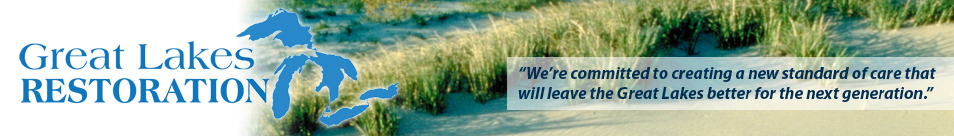 Great Lakes
RESTORATION
“We’re committed to creating a new standard of care that
will leave the Great Lakes better for the next generation.”